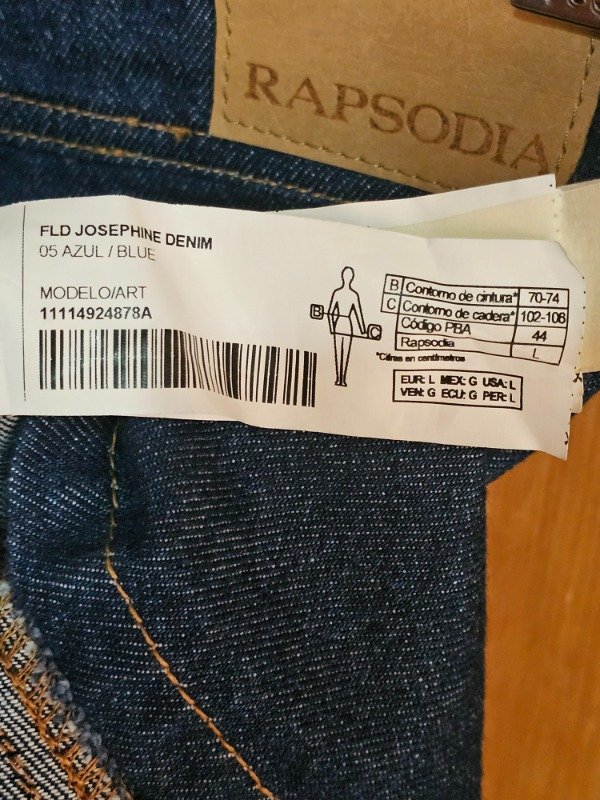 RAPSODIA
FLD JOSEPHINE DENIM
05 AZUL / BLUE
MODELO/ART
11114924878A
B Contorno de cintura* 70-74
C Contorno de cadera* 102-106
Código PBA 44
Rapsodia L
*Cifras en centímetros
B
C
EUR: L MEX: G USA: L
VEN: G ECU: G PER: L